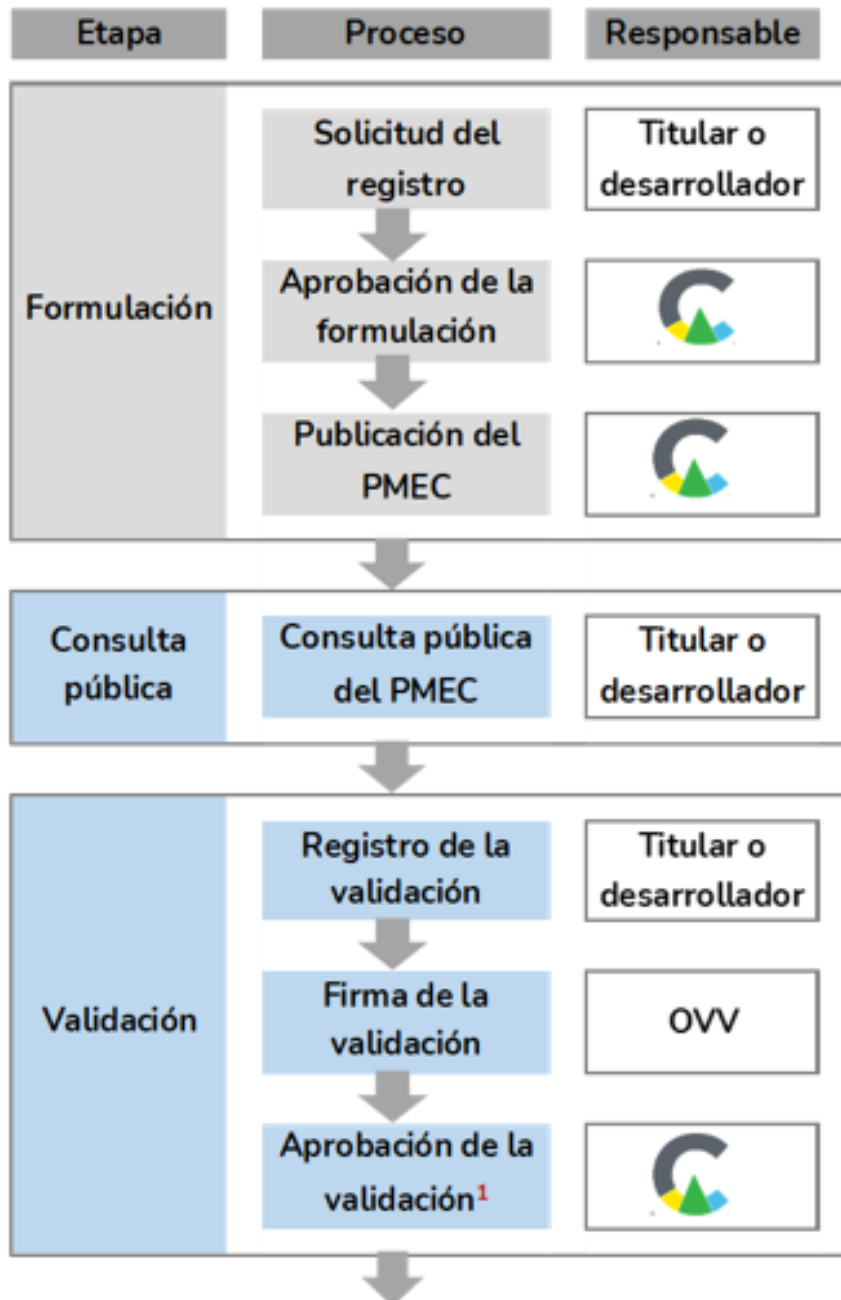 Etapa
Proceso
Responsable
Formulación
Solicitud del
registro
Titular o
desarrollador
Aprobación de la
formulación
Publicación del
PMEC
Consulta
pública
Consulta pública
del PMEC
Titular o
desarrollador
Validación
Registro de la
validación
Titular o
desarrollador
Firma de la
validación
OVV
Aprobación de la
validación¹